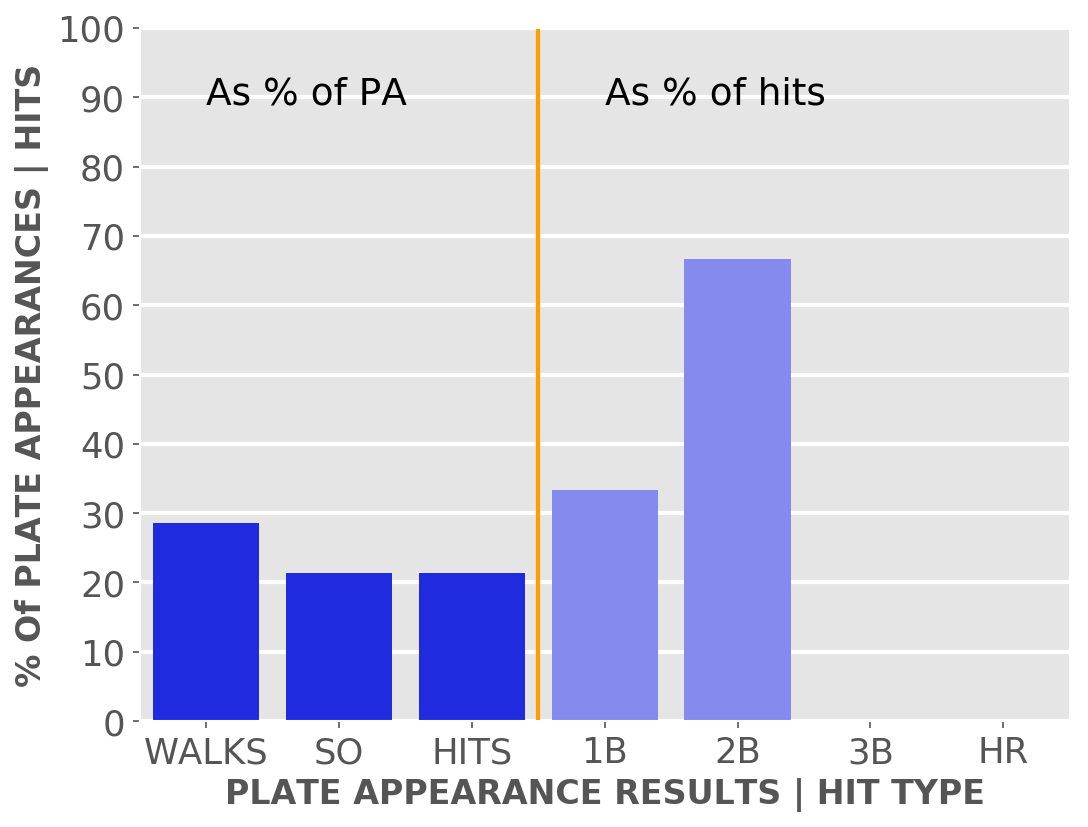 % Of PLATE APPEARANCES | HITS
100
90
80
70
60
50
40
30
20
10
0
As % of PA
As % of hits
WALKS SO HITS 1B 2B 3B HR
PLATE APPEARANCE RESULTS | HIT TYPE